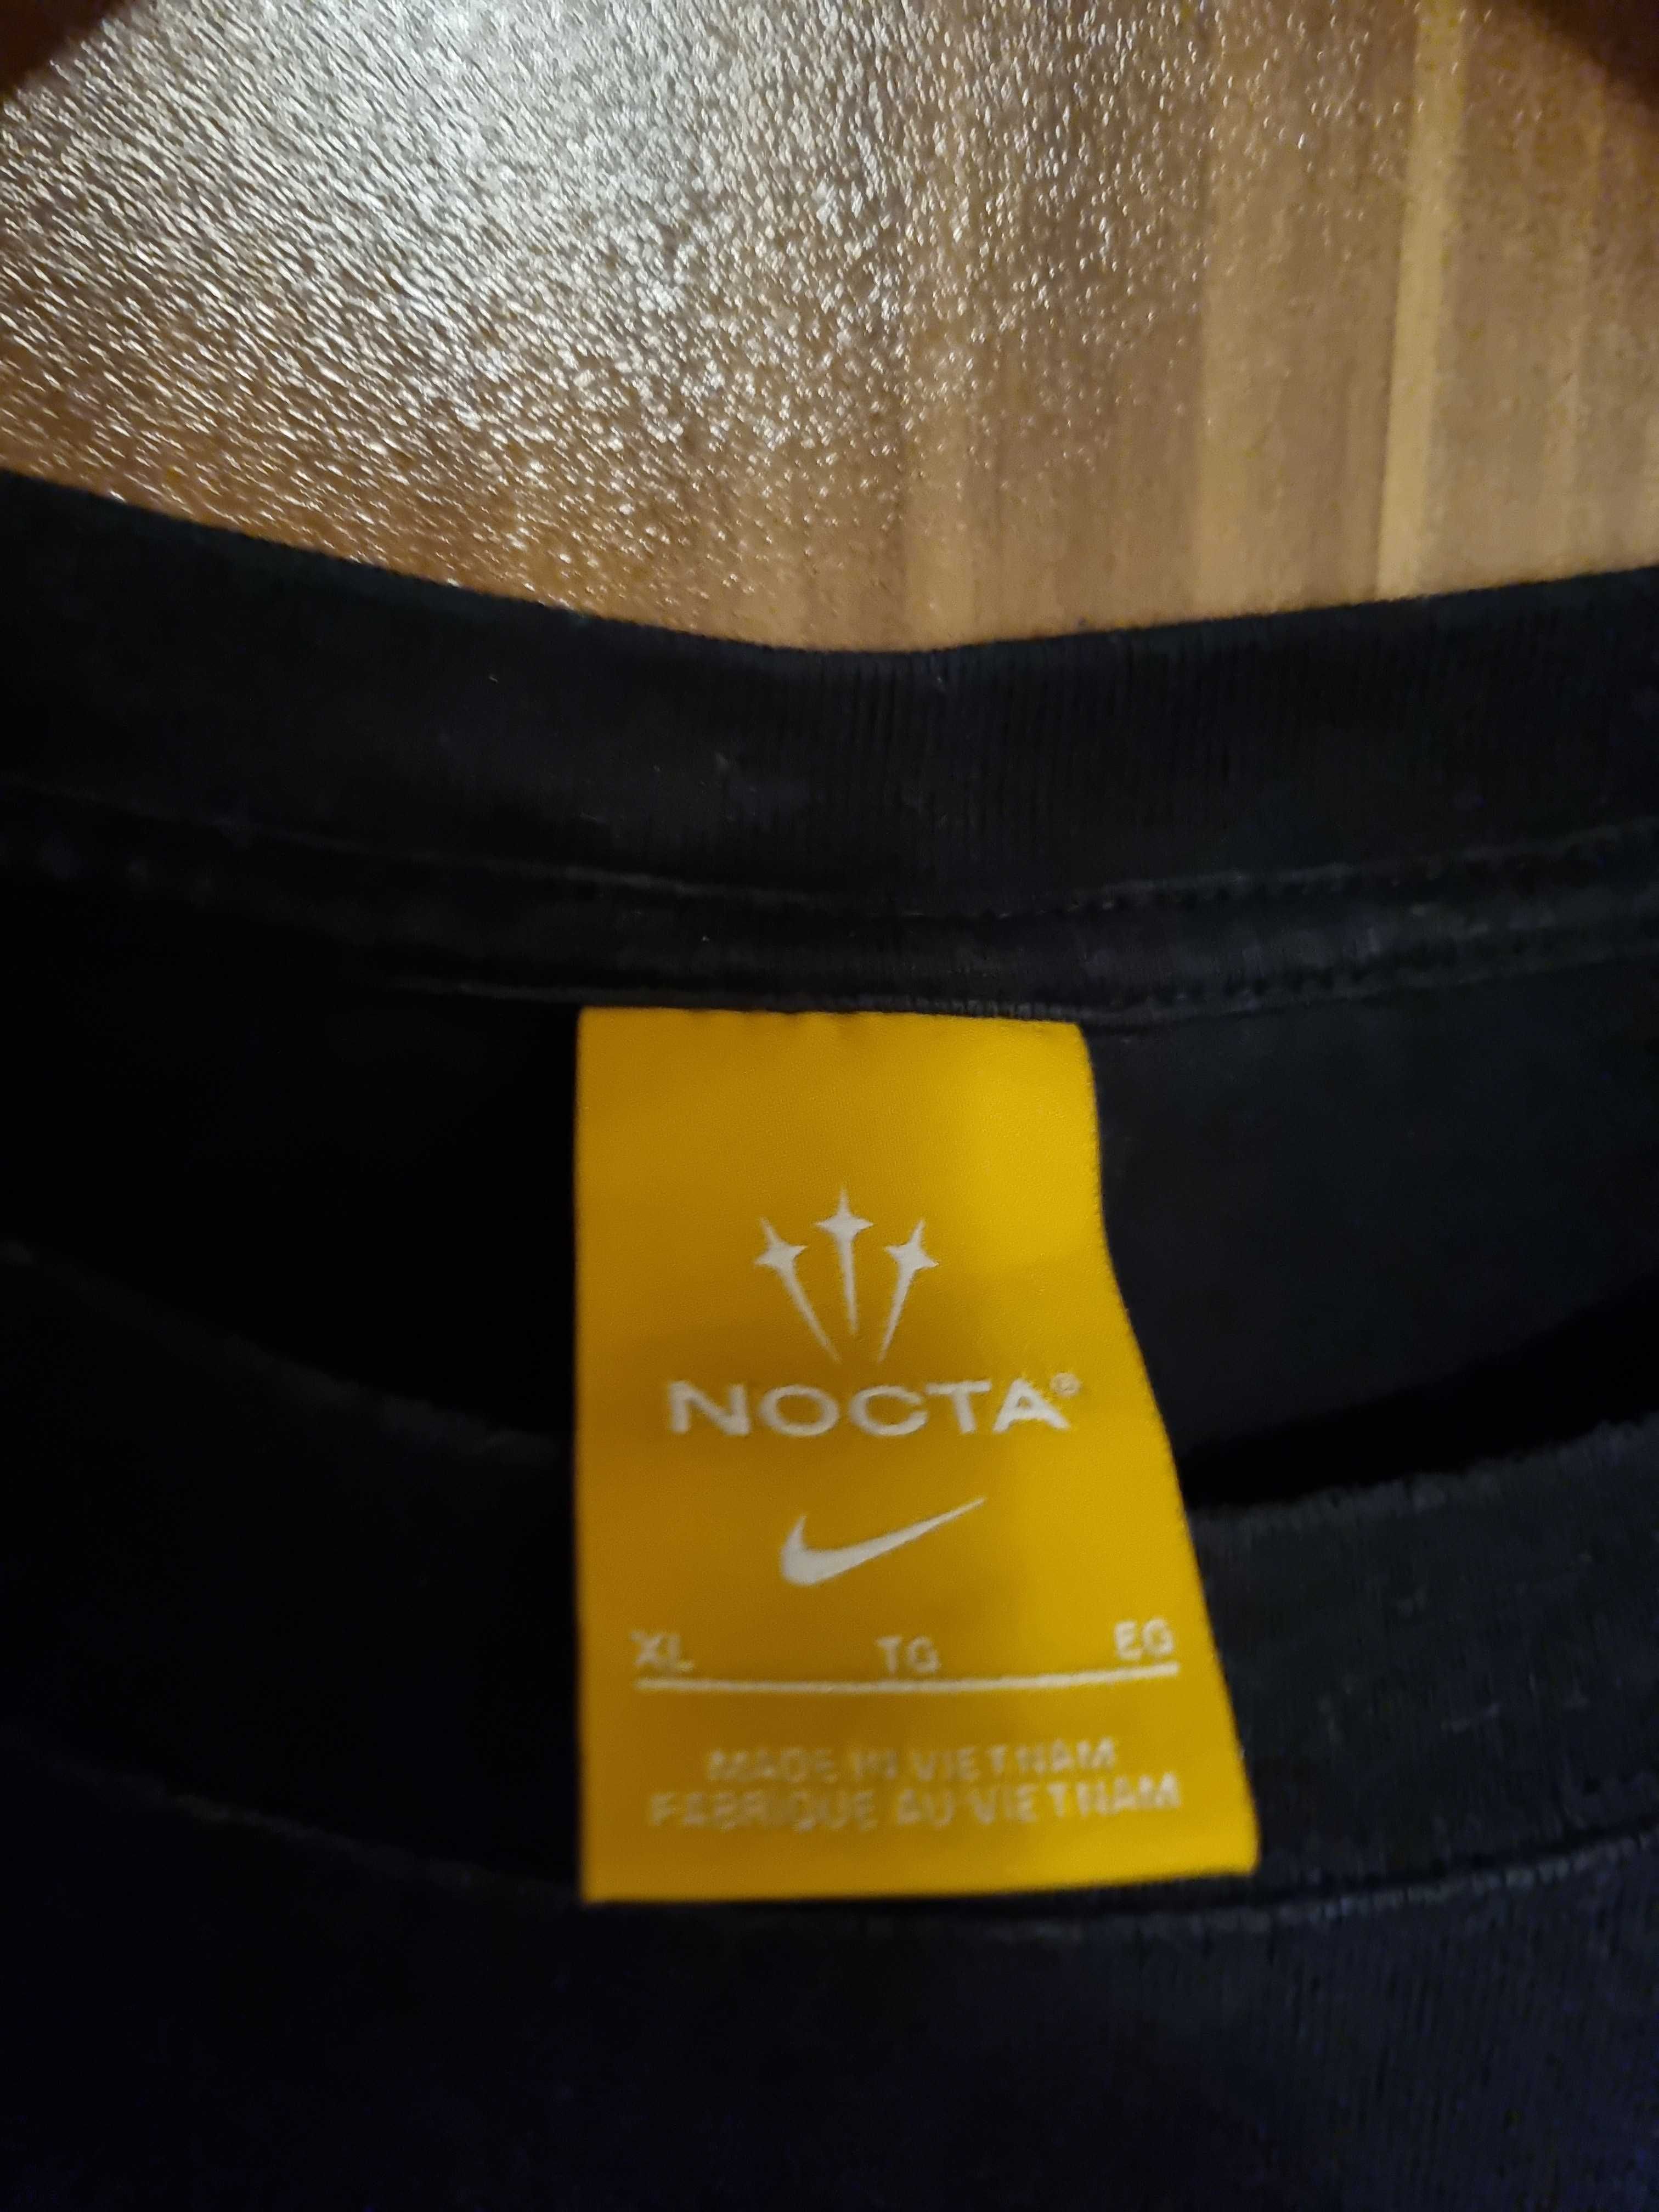 NOCTA®
XL TG EG
MADE IN VIETNAM
FABRIQUE AU VIETNAM